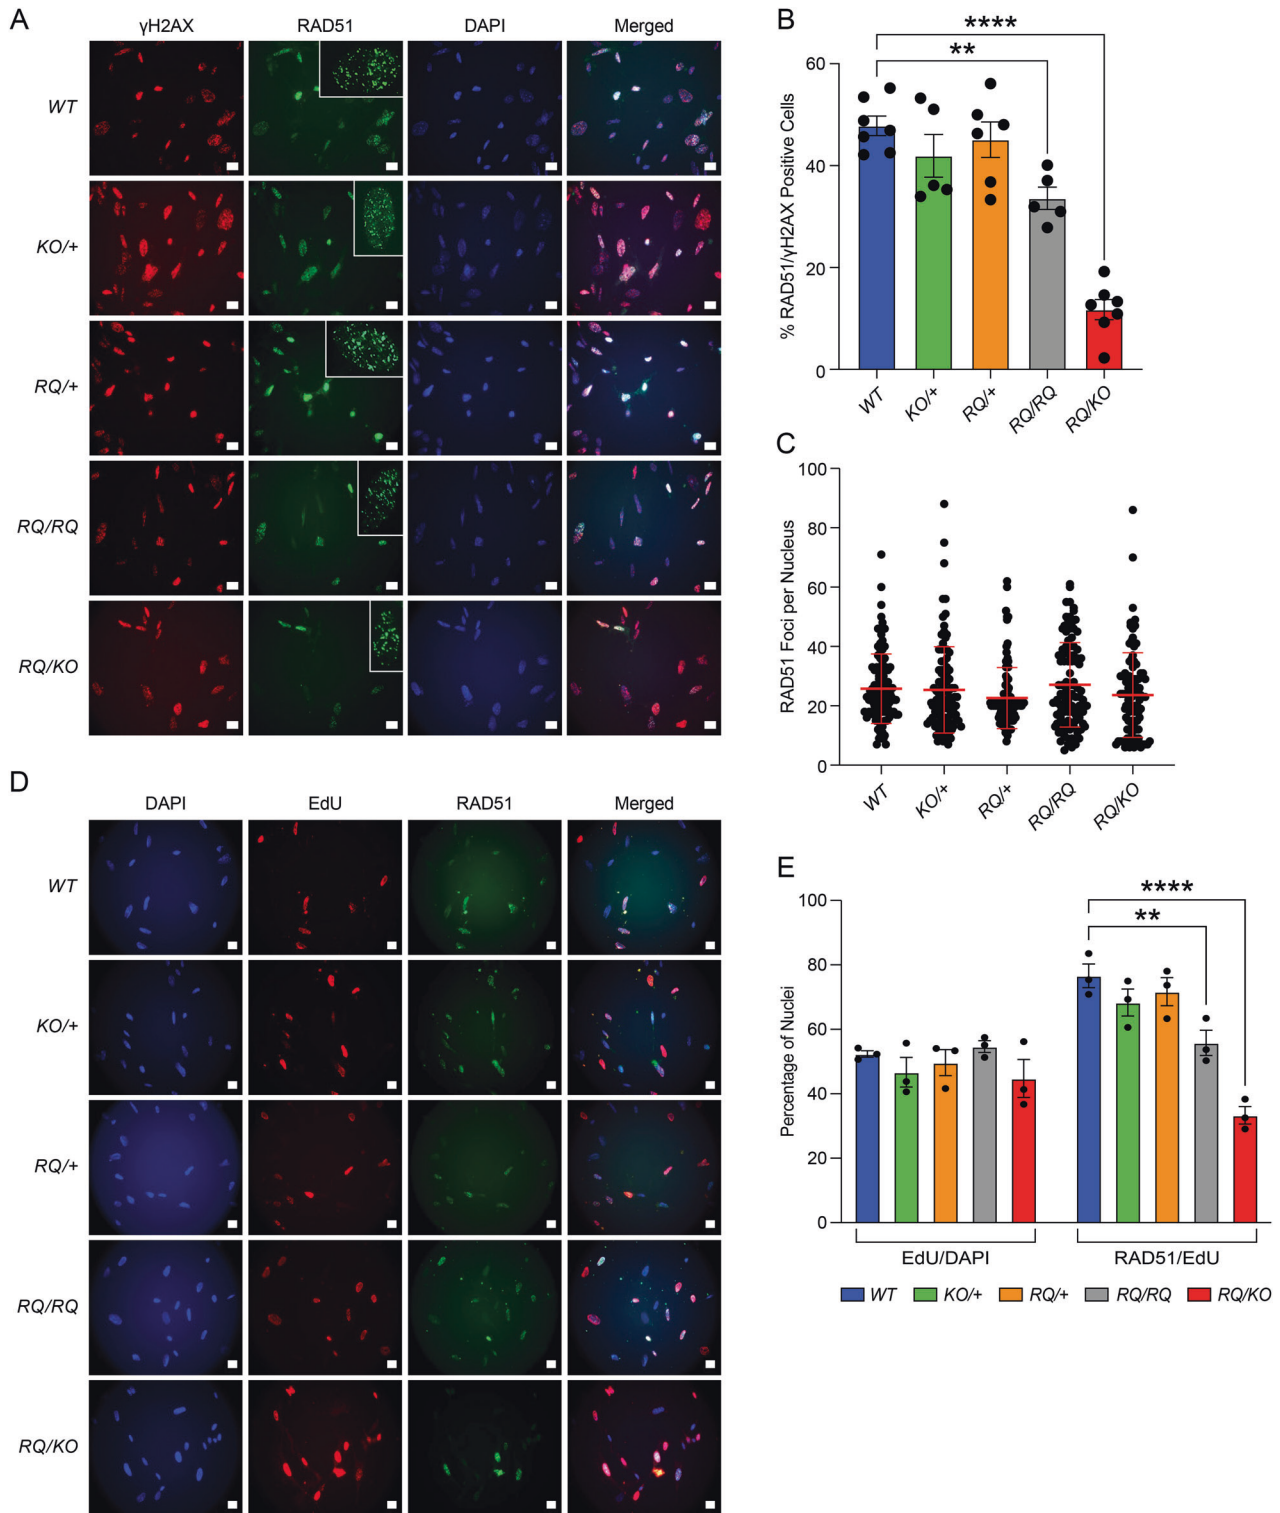 A
γH2AX RAD51 DAPI Merged
WT
KO/+
RQ/+
RQ/RQ
RQ/KO
B
****
**
% RAD51/γH2AX Positive Cells
60
40
20
0
WT KO/+ RQ/+ RQ/RQ RQ/KO
C
RAD51 Foci per Nucleus
100
80
60
40
20
0
WT KO/+ RQ/+ RQ/RQ RQ/KO
D
DAPI EdU RAD51 Merged
WT
KO/+
RQ/+
RQ/RQ
RQ/KO
E
****
**
Percentage of Nuclei
100
80
60
40
20
0
EdU/DAPI RAD51/EdU
WT KO/+ RQ/+ RQ/RQ RQ/KO